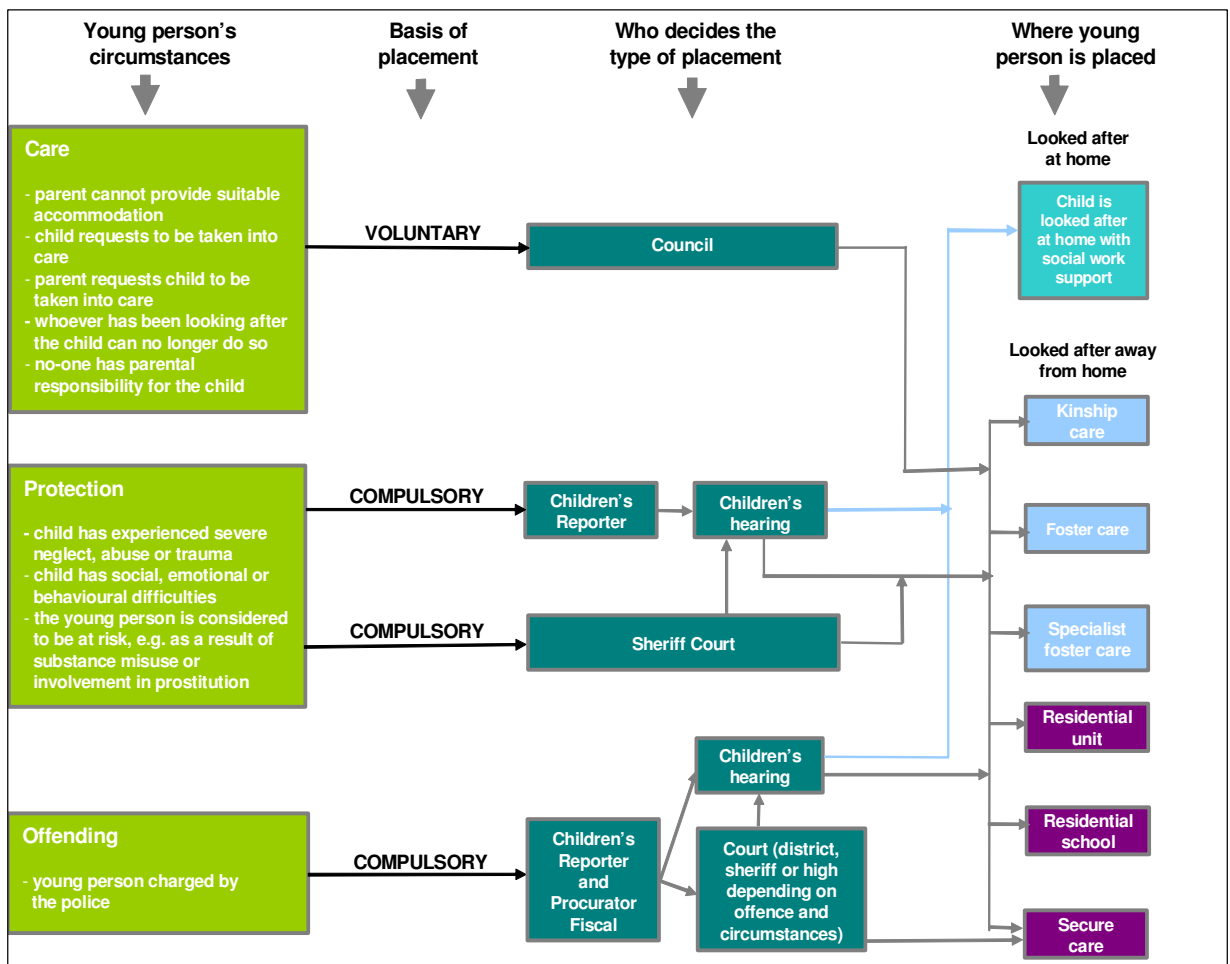 Young person's
circumstances
Basis of
placement
Who decides the
type of placement
Where young
person is placed
Care
- parent cannot provide suitable
accommodation
- child requests to be taken into
care
- parent requests child to be
taken into care
- whoever has been looking after
the child can no longer do so
- no-one has parental
responsibility for the child
VOLUNTARY
Council
Looked after
at home
Child is
looked after
at home with
social work
support
Looked after away
from home
Kinship
care
Foster care
Specialist
foster care
Residential
unit
Residential
school
Secure
care
Protection
- child has experienced severe
neglect, abuse or trauma
- child has social, emotional or
behavioural difficulties
- the young person is considered
to be at risk, e.g. as a result of
substance misuse or
involvement in prostitution
COMPULSORY
Children's
Reporter
Children's
hearing
COMPULSORY
Sheriff Court
Offending
- young person charged by
the police
COMPULSORY
Children's
Reporter
and
Procurator
Fiscal
Children's
hearing
Court (district,
sheriff or high
depending on
offence and
circumstances)